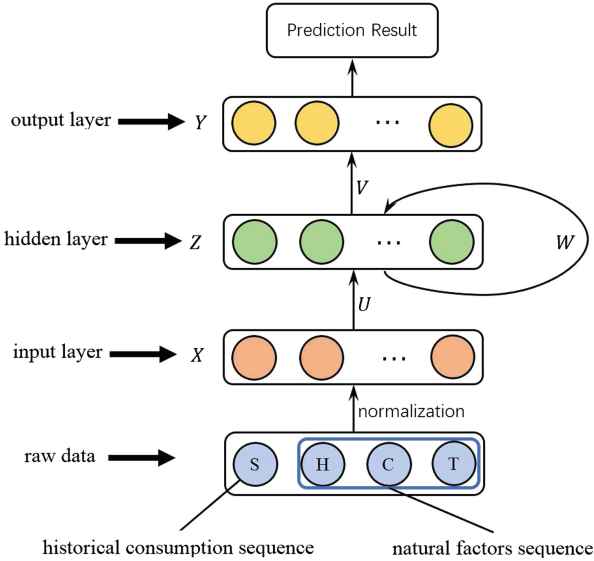 Prediction Result
output layer Y ...
V
hidden layer Z ... W
U
input layer X ...
normalization
raw data S H C T
historical consumption sequence
natural factors sequence